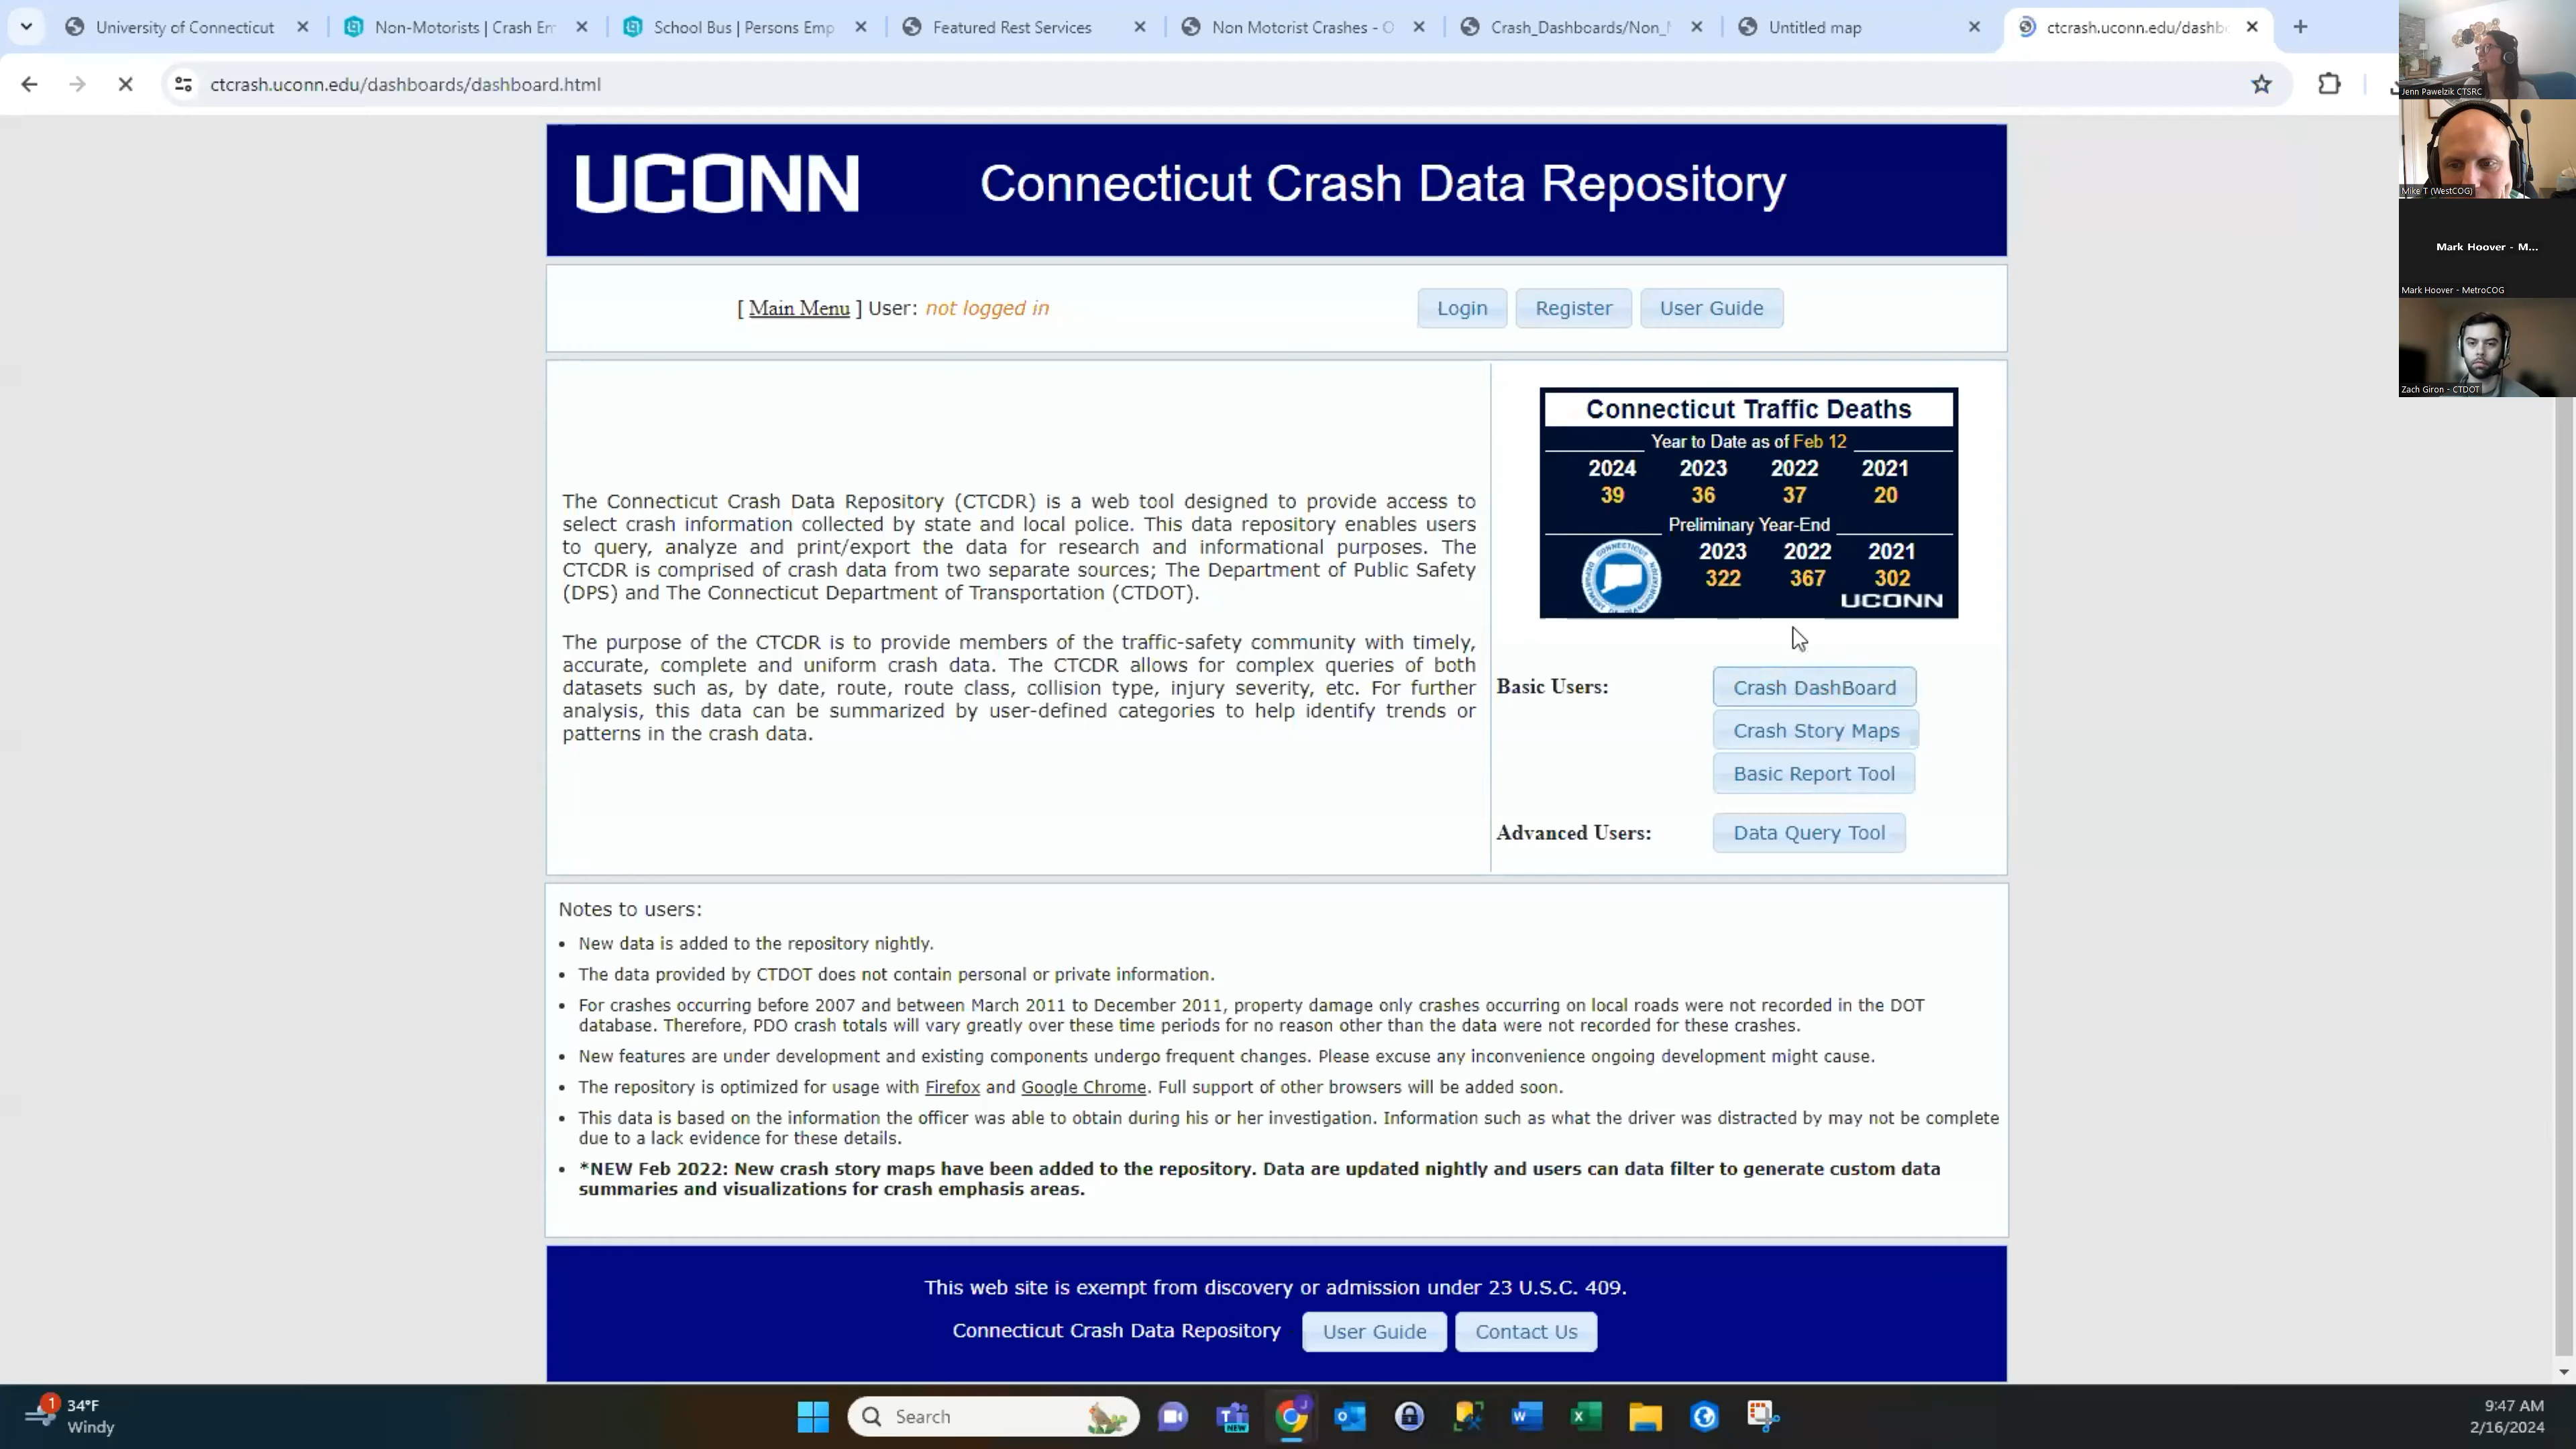 University of Connecticut
Non-Motorists | Crash Em
School Bus | Persons Emp
Featured Rest Services
Non Motorist Crashes - O
Crash_Dashboards/Non_
Untitled map
ctcrash.uconn.edu/dashb
ctcrash.uconn.edu/dashboards/dashboard.html
Jenn Pawelzik CTSRC
Mike T (WestCOG)
Mark Hoover - M...
Mark Hoover - MetroCOG
Zach Giron - CTDOT
UCONN Connecticut Crash Data Repository
[ Main Menu ] User: not logged in
Login Register User Guide
The Connecticut Crash Data Repository (CTCDR) is a web tool designed to provide access to
select crash information collected by state and local police. This data repository enables users
to query, analyze and print/export the data for research and informational purposes. The
CTCDR is comprised of crash data from two separate sources; The Department of Public Safety
(DPS) and The Connecticut Department of Transportation (CTDOT).
The purpose of the CTCDR is to provide members of the traffic-safety community with timely,
accurate, complete and uniform crash data. The CTCDR allows for complex queries of both
datasets such as, by date, route, route class, collision type, injury severity, etc. For further
analysis, this data can be summarized by user-defined categories to help identify trends or
patterns in the crash data.
Connecticut Traffic Deaths
Year to Date as of Feb 12
2024 2023 2022 2021
39 36 37 20
Preliminary Year-End
2023 2022 2021
322 367 302
UCONN
Basic Users:
Crash DashBoard
Crash Story Maps
Basic Report Tool
Advanced Users:
Data Query Tool
Notes to users:
• New data is added to the repository nightly.
• The data provided by CTDOT does not contain personal or private information.
• For crashes occurring before 2007 and between March 2011 to December 2011, property damage only crashes occurring on local roads were not recorded in the DOT
database. Therefore, PDO crash totals will vary greatly over these time periods for no reason other than the data were not recorded for these crashes.
• New features are under development and existing components undergo frequent changes. Please excuse any inconvenience ongoing development might cause.
• The repository is optimized for usage with Firefox and Google Chrome. Full support of other browsers will be added soon.
• This data is based on the information the officer was able to obtain during his or her investigation. Information such as what the driver was distracted by may not be complete
due to a lack evidence for these details.
• *NEW Feb 2022: New crash story maps have been added to the repository. Data are updated nightly and users can data filter to generate custom data
summaries and visualizations for crash emphasis areas.
This web site is exempt from discovery or admission under 23 U.S.C. 409.
Connecticut Crash Data Repository User Guide Contact Us
1
34°F
Windy
Search
NEW
9:47 AM
2/16/2024